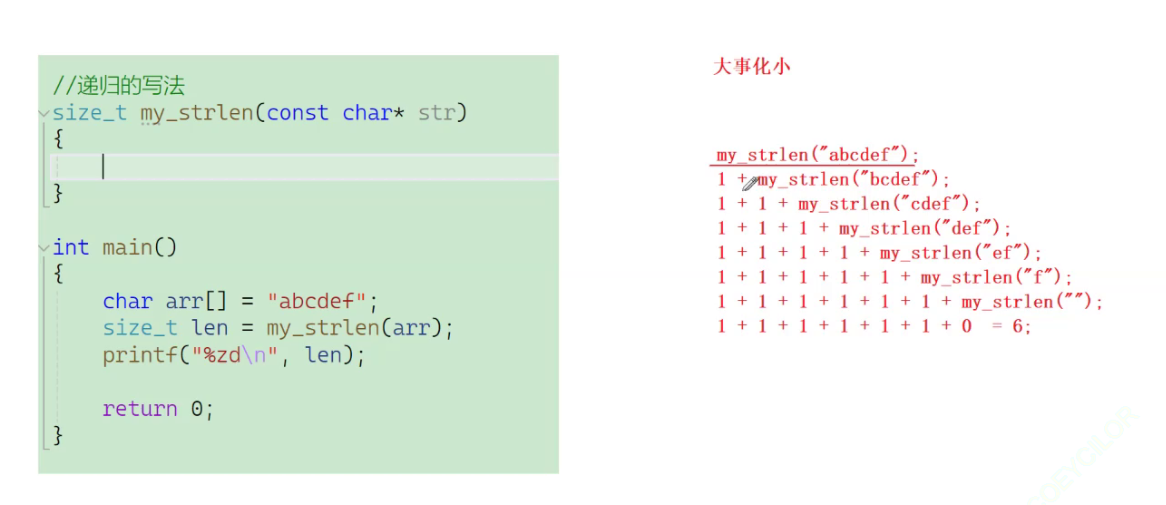 //递归的写法
size_t my_strlen(const char* str)
{
}
int main()
{
char arr[] = "abcdef";
size_t len = my_strlen(arr);
printf("%zd\n", len);
return 0;
}
大事化小
my_strlen("abcdef");
1 + my_strlen("bcdef");
1 + 1 + my_strlen("cdef");
1 + 1 + 1 + my_strlen("def");
1 + 1 + 1 + 1 + my_strlen("ef");
1 + 1 + 1 + 1 + 1 + my_strlen("f");
1 + 1 + 1 + 1 + 1 + 1 + my_strlen("");
1 + 1 + 1 + 1 + 1 + 1 + 0 = 6;